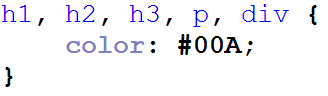 h1, h2, h3, p, div {
color: #00A;
}